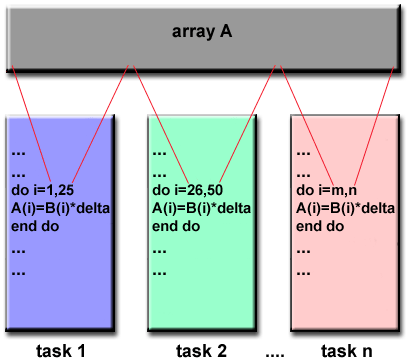 array A
...
...
do i=1,25
A(i)=B(i)*delta
end do
...
...
...
...
do i=26,50
A(i)=B(i)*delta
end do
...
...
...
...
do i=m,n
A(i)=B(i)*delta
end do
...
...
task 1
task 2
....
task n